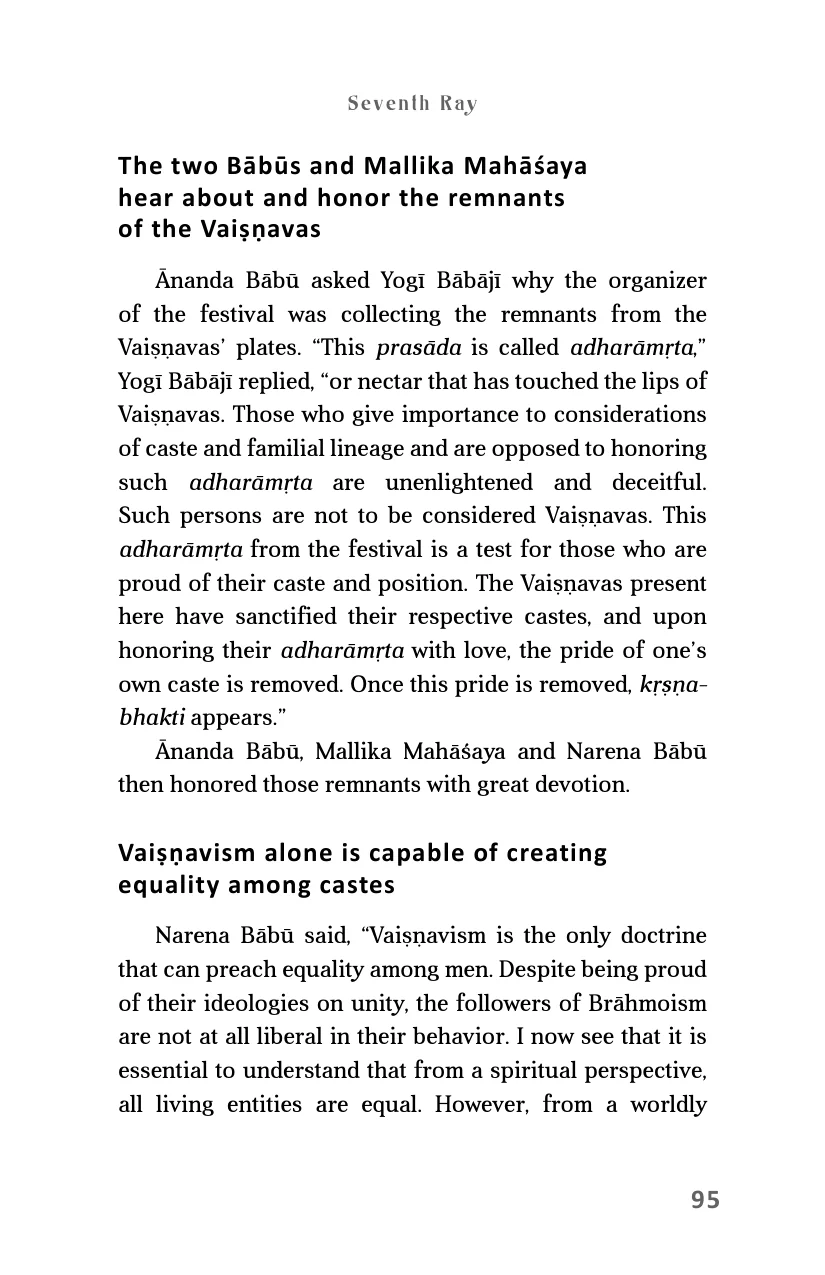 Seventh Ray
The two Bābūs and Mallika Mahāśaya
hear about and honor the remnants
of the Vaiṣṇavas
Ānanda Bābū asked Yogī Bābājī why the organizer
of the festival was collecting the remnants from the
Vaiṣṇavas’ plates. “This prasāda is called adharāmṛta,”
Yogī Bābājī replied, “or nectar that has touched the lips of
Vaiṣṇavas. Those who give importance to considerations
of caste and familial lineage and are opposed to honoring
such adharāmṛta are unenlightened and deceitful.
Such persons are not to be considered Vaiṣṇavas. This
adharāmṛta from the festival is a test for those who are
proud of their caste and position. The Vaiṣṇavas present
here have sanctified their respective castes, and upon
honoring their adharāmṛta with love, the pride of one’s
own caste is removed. Once this pride is removed, kṛṣṇa-
bhakti appears.”
Ānanda Bābū, Mallika Mahāśaya and Narena Bābū
then honored those remnants with great devotion.
Vaiṣṇavism alone is capable of creating
equality among castes
Narena Bābū said, “Vaiṣṇavism is the only doctrine
that can preach equality among men. Despite being proud
of their ideologies on unity, the followers of Brāhmoism
are not at all liberal in their behavior. I now see that it is
essential to understand that from a spiritual perspective,
all living entities are equal. However, from a worldly
95